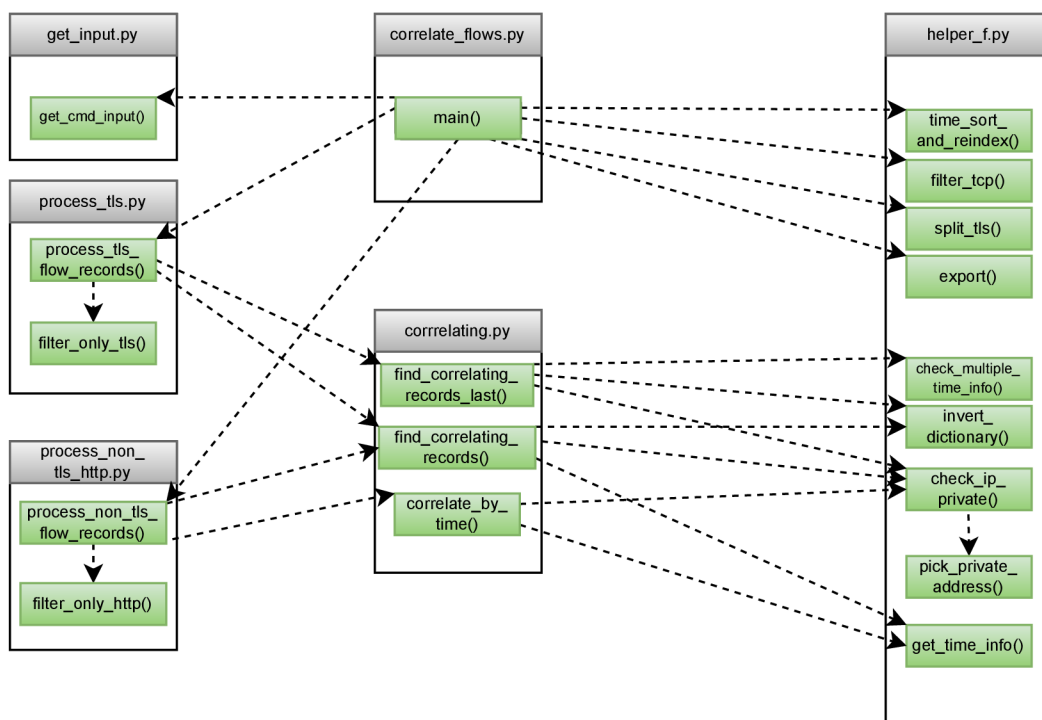 get_input.py
get_cmd_input()
process_tls.py
process_tls_
flow_records()
filter_only_tls()
process_non_
tls_http.py
process_non_tls_
flow_records()
filter_only_http()
correlate_flows.py
main()
corrrelating.py
find_correlating_
records_last()
find_correlating_
records()
correlate_by_
time()
helper_f.py
time_sort_
and_reindex()
filter_tcp()
split_tls()
export()
check_multiple_
time_info()
invert_
dictionary()
check_ip_
private()
pick_private_
address()
get_time_info()